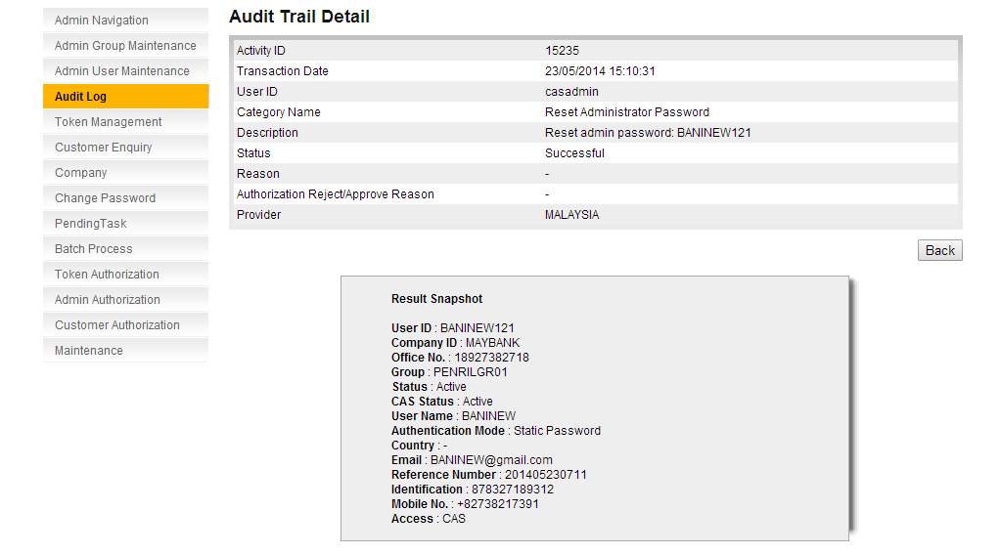 Admin Navigation
Admin Group Maintenance
Admin User Maintenance
Audit Log
Token Management
Customer Enquiry
Company
Change Password
PendingTask
Batch Process
Token Authorization
Admin Authorization
Customer Authorization
Maintenance
Audit Trail Detail
Activity ID 15235
Transaction Date 23/05/2014 15:10:31
User ID casadmin
Category Name Reset Administrator Password
Description Reset admin password: BANINEW121
Status Successful
Reason -
Authorization Reject/Approve Reason -
Provider MALAYSIA
Back
Result Snapshot
User ID : BANINEW121
Company ID : MAYBANK
Office No. : 18927382718
Group : PENRILGR01
Status : Active
CAS Status : Active
User Name : BANINEW
Authentication Mode : Static Password
Country : -
Email : BANINEW@gmail.com
Reference Number : 201405230711
Identification : 878327189312
Mobile No. : +82738217391
Access : CAS